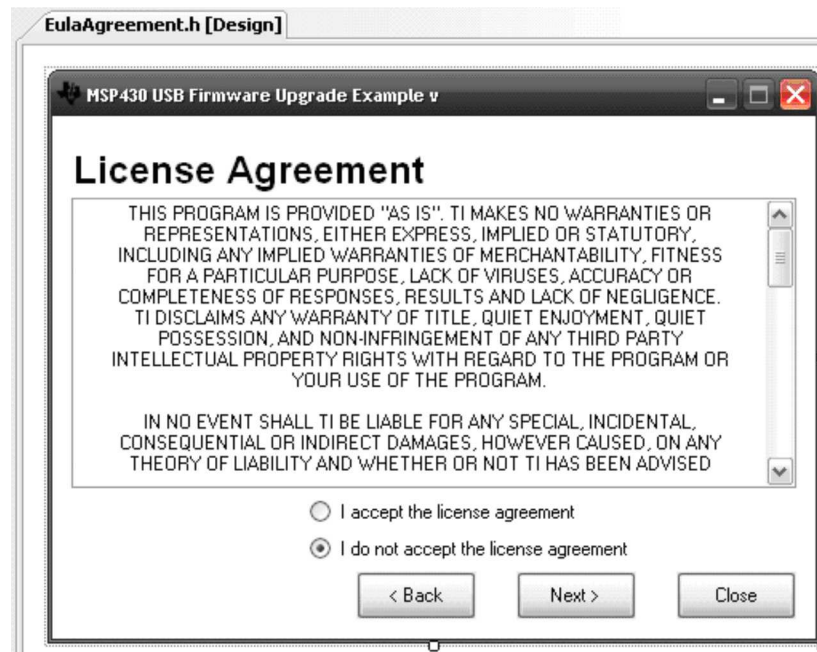 EulaAgreement.h [Design]
MSP430 USB Firmware Upgrade Example v
License Agreement
THIS PROGRAM IS PROVIDED "AS IS". TI MAKES NO WARRANTIES OR
REPRESENTATIONS, EITHER EXPRESS, IMPLIED OR STATUTORY,
INCLUDING ANY IMPLIED WARRANTIES OF MERCHANTABILITY, FITNESS
FOR A PARTICULAR PURPOSE, LACK OF VIRUSES, ACCURACY OR
COMPLETENESS OF RESPONSES, RESULTS AND LACK OF NEGLIGENCE.
TI DISCLAIMS ANY WARRANTY OF TITLE, QUIET ENJOYMENT, QUIET
POSSESSION, AND NON-INFRINGEMENT OF ANY THIRD PARTY
INTELLECTUAL PROPERTY RIGHTS WITH REGARD TO THE PROGRAM OR
YOUR USE OF THE PROGRAM.
IN NO EVENT SHALL TI BE LIABLE FOR ANY SPECIAL, INCIDENTAL,
CONSEQUENTIAL OR INDIRECT DAMAGES, HOWEVER CAUSED, ON ANY
THEORY OF LIABILITY AND WHETHER OR NOT TI HAS BEEN ADVISED
I accept the license agreement
I do not accept the license agreement
< Back Next > Close